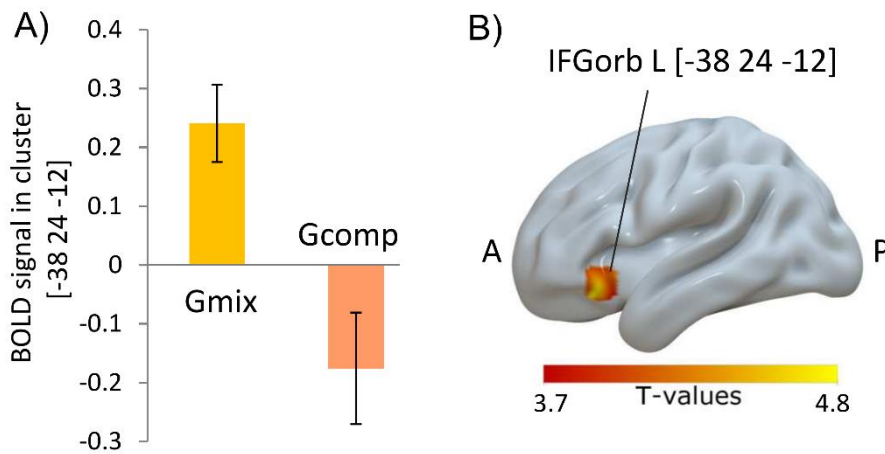 A)
BOLD signal in cluster
[-38 24 -12]
0.4
0.3
0.2
0.1
0
-0.1
-0.2
-0.3
Gmix
Gcomp
B)
IFGorb L [-38 24 -12]
A
P
3.7
T-values
4.8